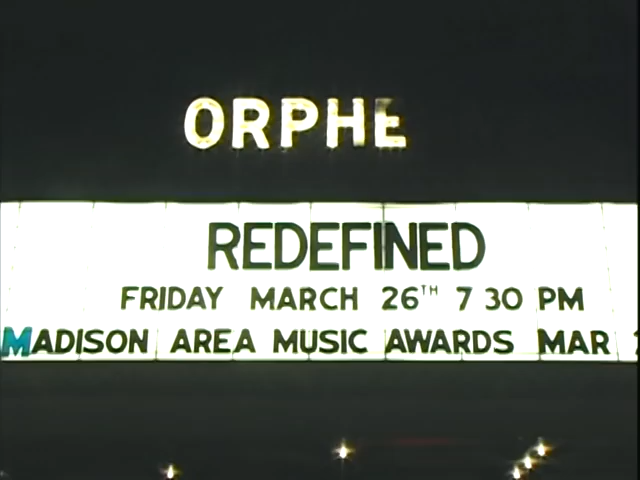 ORPHE
REDEFINED
FRIDAY MARCH 26TH 7 30 PM
MADISON AREA MUSIC AWARDS MAR